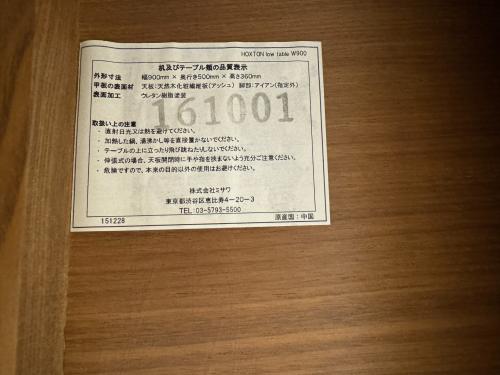 HOXTON low table W900
机及びテーブル類の品質表示
外形寸法 幅900mm × 奥行き500mm × 高さ360mm
甲板の表面材 天板:天然木化粧繊維板(アッシュ) 脚部:アイアン(指定外)
表面加工 ウレタン樹脂塗装
161001
取扱い上の注意
・ 直射日光又は熱を避けてください。
・ 加熱した鍋、湯沸かし等を直接置かないでください。
・ テーブルの上に立ったり飛び跳ねたりしないでください。
・ 伸張式の場合、天板開閉時に手や指を挟まないよう充分ご注意ください。
・ 危険ですので、本来の目的以外の使用はお避けください。
株式会社ミサワ
東京都渋谷区恵比寿4-20-3
TEL:03-5793-5500
151228 原産国:中国